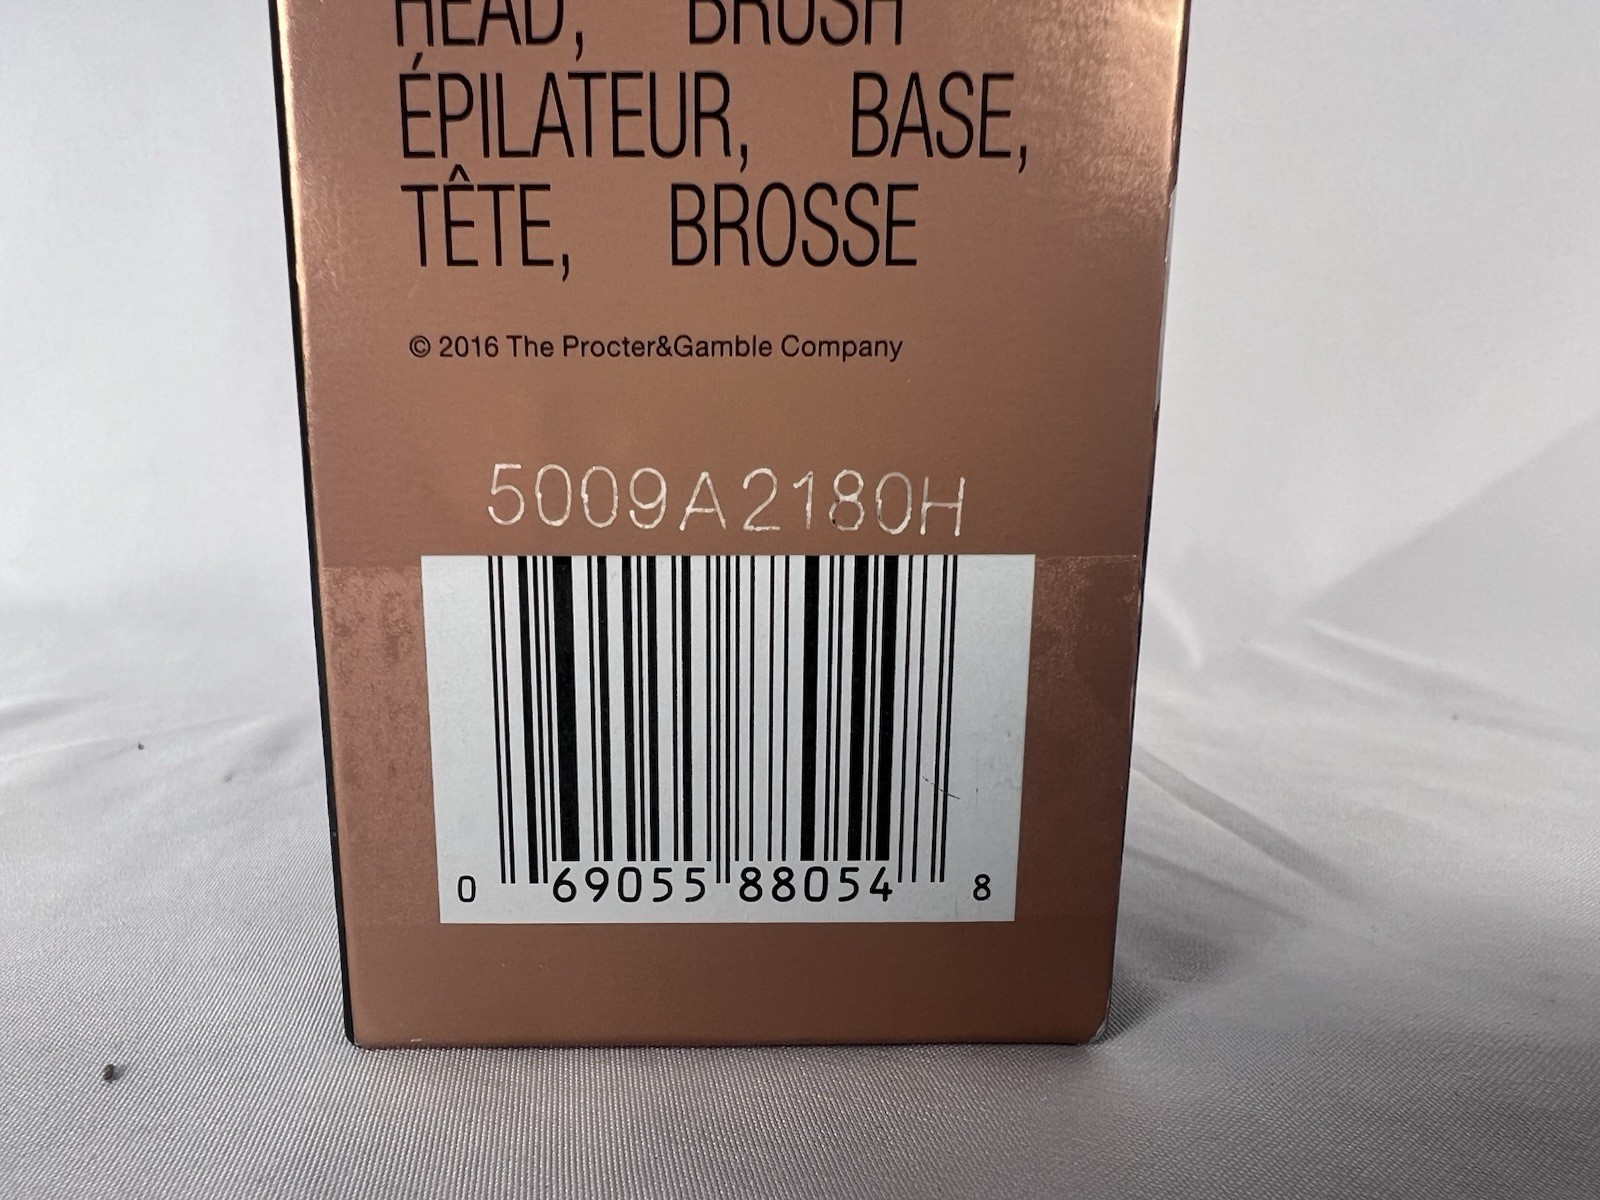 HEAD, BRUSH
ÉPILATEUR, BASE,
TÊTE, BROSSE
© 2016 The Procter&Gamble Company
5009A2180H
0 69055 88054 8